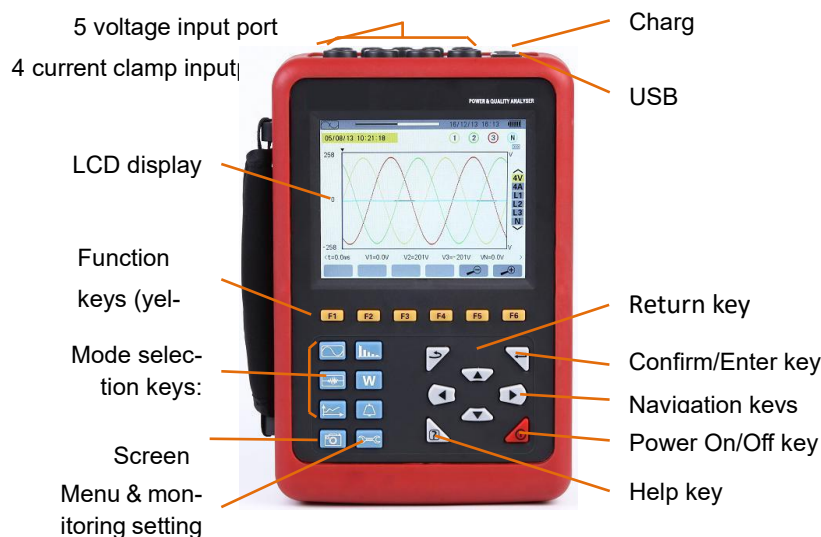 5 voltage input port
4 current clamp input
Charg
USB
POWER & QUALITY ANALYSER
16/12/13 16:13
05/08/13 10:21:18
1 2 3 N
258
V
4V
4A
L1
L2
L3
N
0
-258
V
t=0.0ms V1=0.0V V2=201V V3=-201V VN=0.0V
LCD display
Function
keys (yel-
F1 F2 F3 F4 F5 F6
Mode selec-
tion keys:
W
?
Screen
Menu & mon-
itoring setting
Return key
Confirm/Enter key
Navigation keys
Power On/Off key
Help key